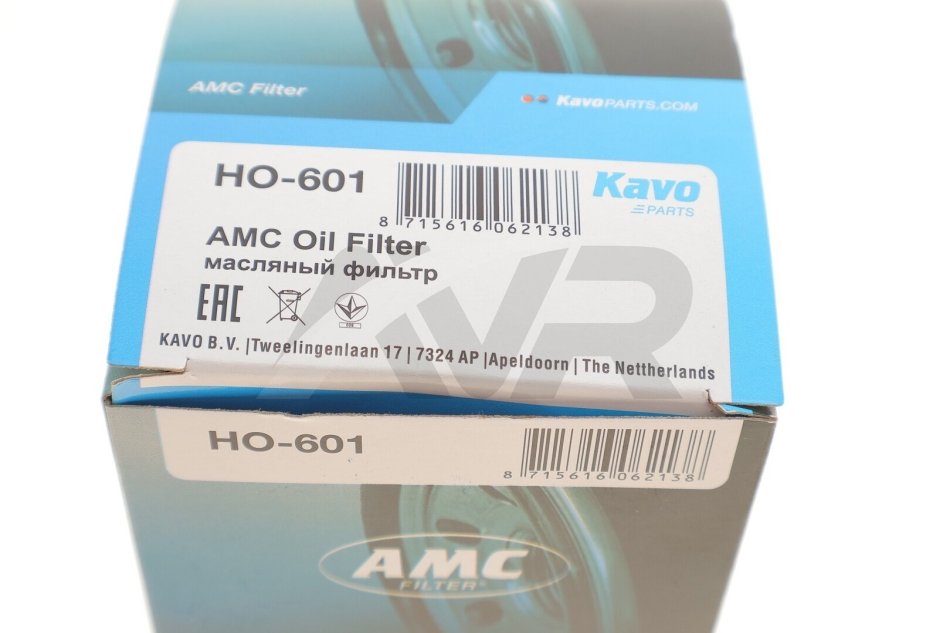 AMC Filter
KavoPARTS.COM
HO-601
Kavo
PARTS
8 715616 062138
AMC Oil Filter
масляный фильтр
EAC
AVR
KAVO B.V. |Tweelingenlaan 17 | 7324 AP |Apeldoorn | The Nettherlands
HO-601
8 715616 062138
AMC
FILTER®